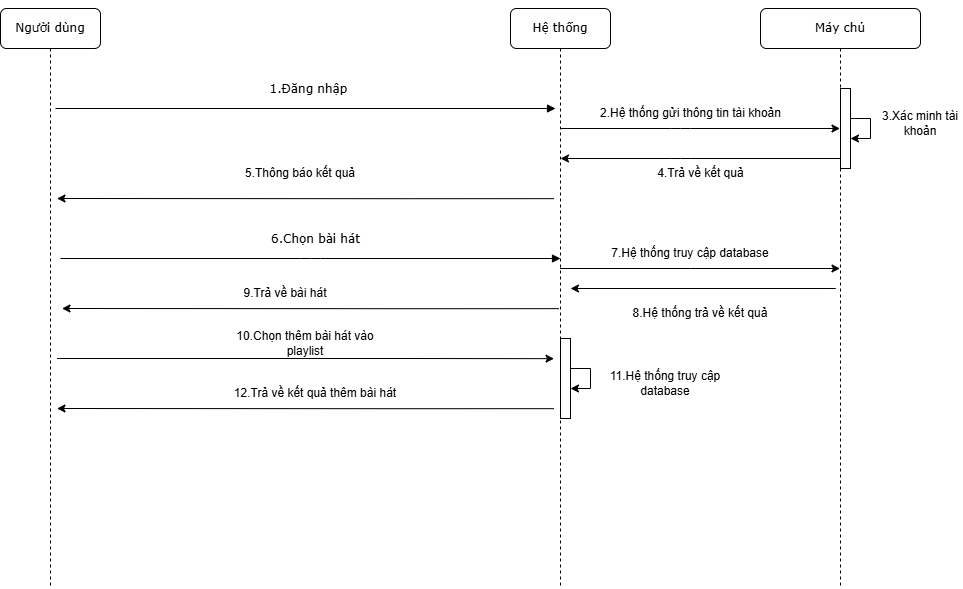 Người dùng
Hệ thống
Máy chủ
1.Đăng nhập
2.Hệ thống gửi thông tin tài khoản
3.Xác minh tài
khoản
4.Trả về kết quả
5.Thông báo kết quả
6.Chọn bài hát
7.Hệ thống truy cập database
8.Hệ thống trả về kết quả
9.Trả về bài hát
10.Chọn thêm bài hát vào
playlist
11.Hệ thống truy cập
database
12.Trả về kết quả thêm bài hát